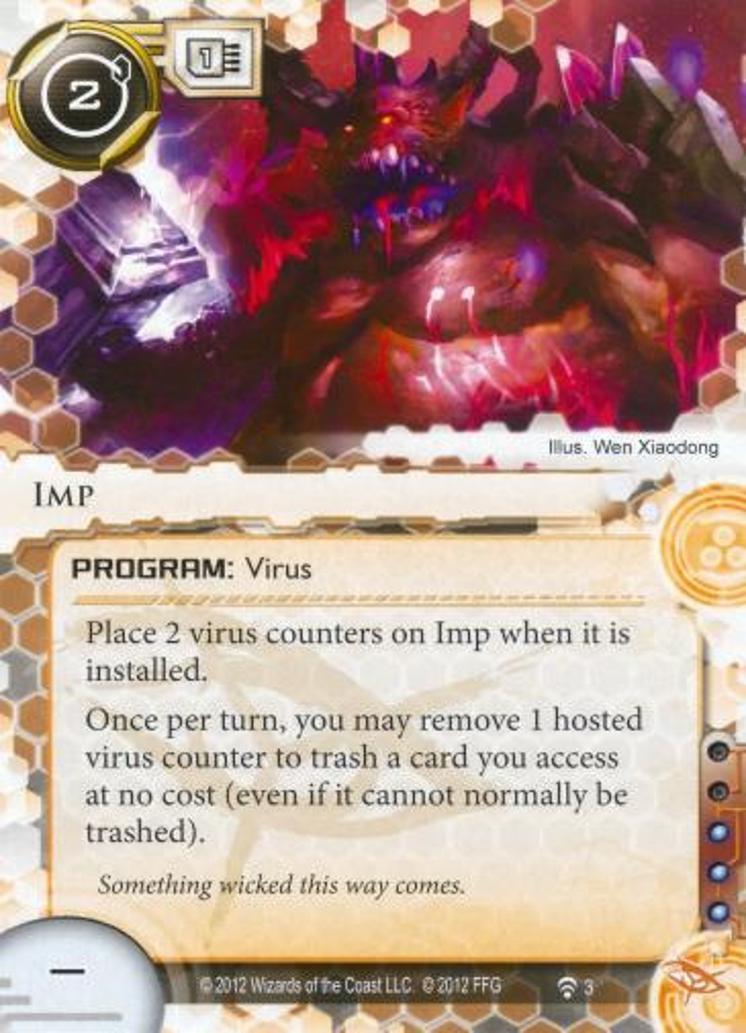 2
1
Illus. Wen Xiaodong
IMP
PROGRAM: Virus
Place 2 virus counters on Imp when it is
installed.
Once per turn, you may remove 1 hosted
virus counter to trash a card you access
at no cost (even if it cannot normally be
trashed).
Something wicked this way comes.
–
© 2012 Wizards of the Coast LLC. © 2012 FFG 3